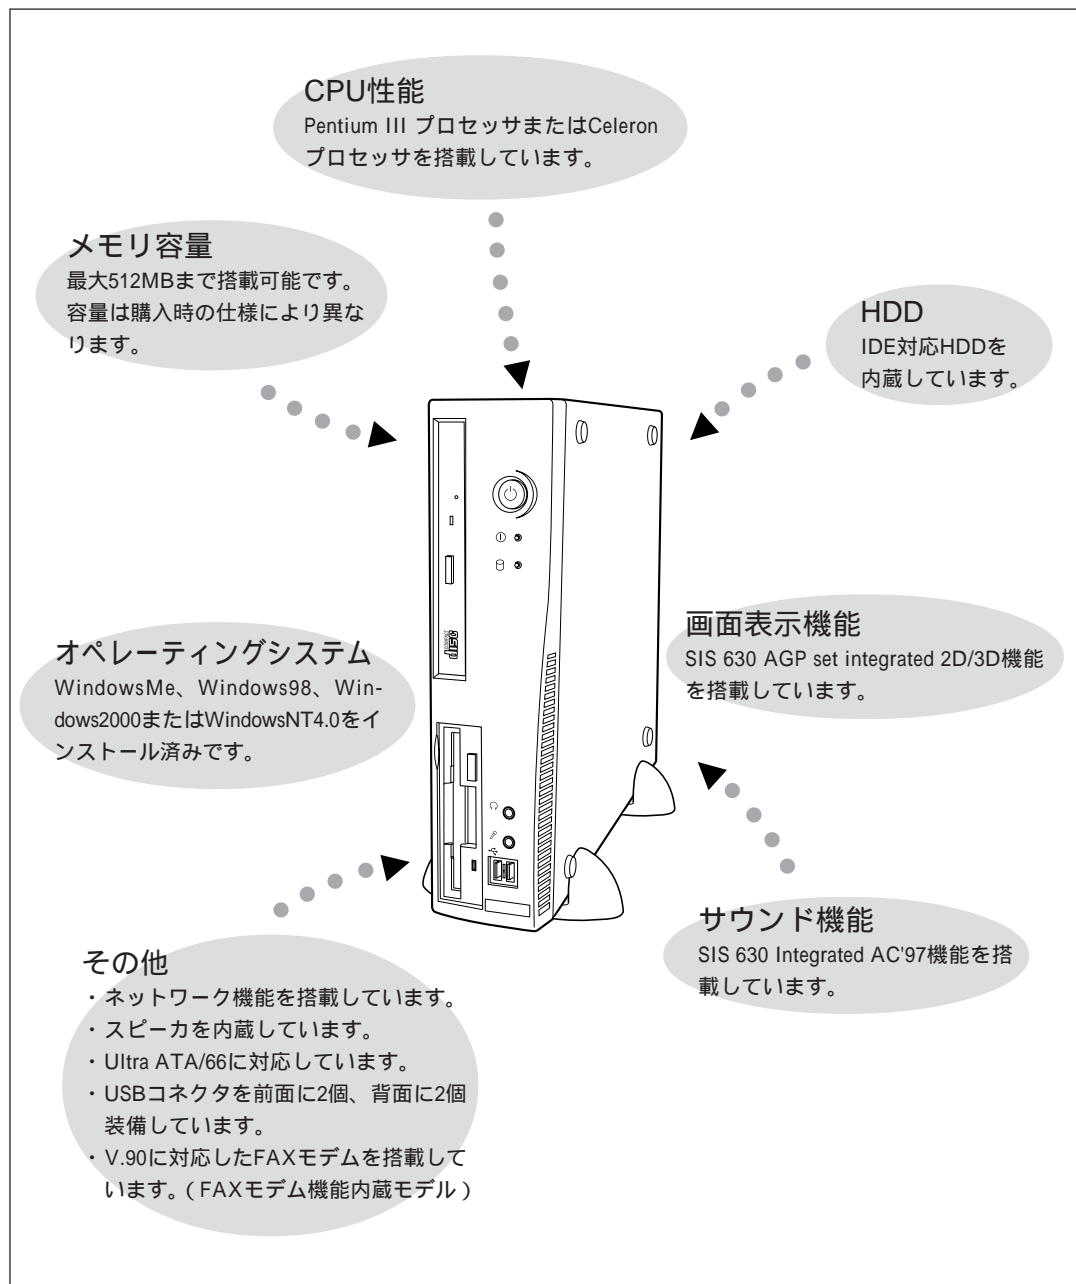 CPU性能
Pentium III プロセッサまたはCeleron
プロセッサを搭載しています。
メモリ容量
最大512MBまで搭載可能です。
容量は購入時の仕様により異な
ります。
HDD
IDE対応HDDを
内蔵しています。
オペレーティングシステム
WindowsMe、Windows98、Win-
dows2000またはWindowsNT4.0をイ
ンストール済みです。
画面表示機能
SIS 630 AGP set integrated 2D/3D機能
を搭載しています。
サウンド機能
SIS 630 Integrated AC'97機能を搭
載しています。
その他
・ネットワーク機能を搭載しています。
・スピーカを内蔵しています。
・Ultra ATA/66に対応しています。
・USBコネクタを前面に2個、背面に2個
装備しています。
・V.90に対応したFAXモデムを搭載して
います。(FAXモデム機能内蔵モデル)